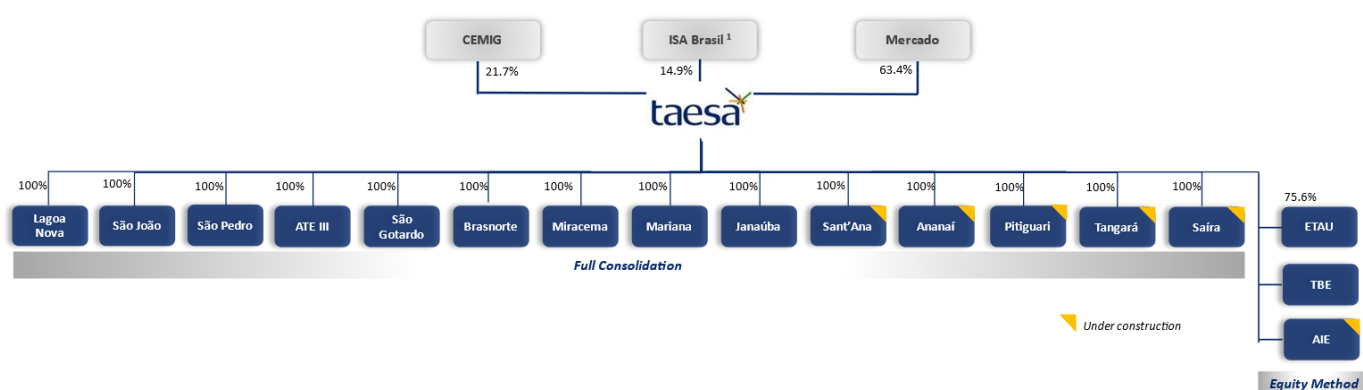 CEMIG
ISA Brasil ¹
Mercado
21.7%
14.9%
63.4%
taesa
100%
100%
100%
100%
100%
100%
100%
100%
100%
100%
100%
100%
100%
100%
75.6%
Lagoa
Nova
São João
São Pedro
ATE III
São
Gotardo
Brasnorte
Miracema
Mariana
Janaúba
Sant'Ana
Ananaí
Pitiguari
Tangará
Saíra
ETAU
Full Consolidation
TBE
Under construction
AIE
Equity Method